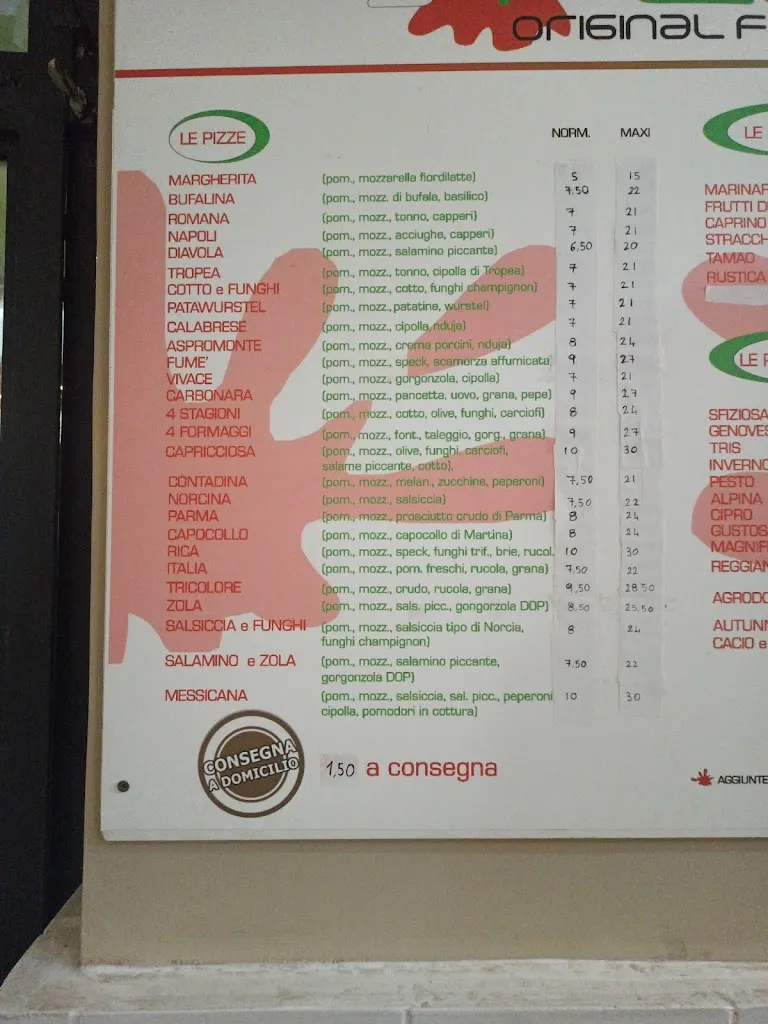 ORIGINAL F
LE PIZZE NORM. MAXI
MARGHERITA (pom., mozzarella fiordilatte) 5 15
BUFALINA (pom., mozz. di bufala, basilico) 7,50 22
ROMANA (pom., mozz., tonno, capperi) 7 21
NAPOLI (pom., mozz., acciughe, capperi) 7 21
DIAVOLA (pom., mozz., salamino piccante) 6,50 20
TROPEA (pom., mozz., tonno, cipolla di Tropea) 7 21
COTTO e FUNGHI (pom., mozz., cotto, funghi champignon) 7 21
PATAWURSTEL (pom., mozz., patatine, wurstel) 7 21
CALABRESE (pom., mozz., cipolla, nduja) 7 21
ASPROMONTE (pom., mozz., crema porcini, nduja) 8 24
FUME' (pom., mozz., speck, scamorza affumicata) 9 27
VIVACE (pom., mozz., gorgonzola, cipolla) 7 21
CARBONARA (pom., mozz., pancetta, uovo, grana, pepe) 9 27
4 STAGIONI (pom., mozz., cotto, olive, funghi, carciofi) 8 24
4 FORMAGGI (pom., mozz., font., taleggio, gorg., grana) 9 27
CAPRICCIOSA (pom., mozz., olive, funghi, carciofi, 10 30
salame piccante, cotto),
CONTADINA (pom., mozz., melan., zucchine, peperoni) 7,50 21
NORCINA (pom., mozz., salsiccia) 7,50 22
PARMA (pom., mozz., prosciutto crudo di Parma) 8 24
CAPOCOLLO (pom., mozz., capocollo di Martina) 8 24
RICA (pom., mozz., speck, funghi trif., brie, rucol. 10 30
ITALIA (pom., mozz., pom. freschi, rucola, grana) 7,50 22
TRICOLORE (pom., mozz., crudo, rucola, grana) 9,50 28,50
ZOLA (pom., mozz., sals. picc., gongorzola DOP) 8,50 25,50
SALSICCIA e FUNGHI (pom., mozz., salsiccia tipo di Norcia, 8 24
funghi champignon)
SALAMINO e ZOLA (pom., mozz., salamino piccante, 7,50 22
gorgonzola DOP)
MESSICANA (pom., mozz., salsiccia, sal. picc., peperoni 10 30
cipolla, pomodori in cottura)
CONSEGNA
A DOMICILIO
1,50 a consegna
LE
MARINAR
FRUTTI D
CAPRINO
STRACCH
TAMAO
RUSTICA
LE P
SFIZIOSA
GENOVES
TRIS
INVERNO
PESTO
ALPINA
CIPRO
GUSTOS
MAGNIF
REGGIAN
AGRODO
AUTUNN
CACIO e
AGGIUNTE